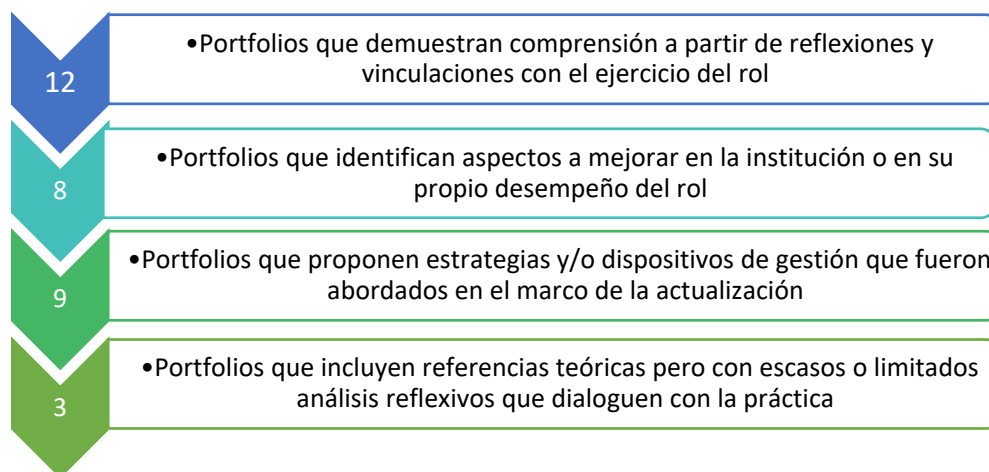 12
•Portfolios que demuestran comprensión a partir de reflexiones y
vinculaciones con el ejercicio del rol
8
•Portfolios que identifican aspectos a mejorar en la institución o en su
propio desempeño del rol
9
•Portfolios que proponen estrategias y/o dispositivos de gestión que fueron
abordados en el marco de la actualización
3
•Portfolios que incluyen referencias teóricas pero con escasos o limitados
análisis reflexivos que dialoguen con la práctica